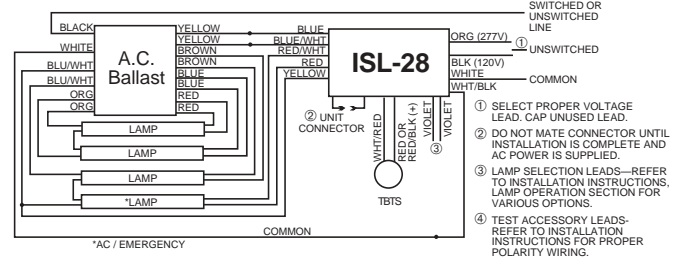 SWITCHED OR
UNSWITCHED
LINE
BLACK
WHITE
BLU/WHT
BLU/WHT
ORG
ORG
A.C.
Ballast
YELLOW
YELLOW
BROWN
BROWN
BLUE
BLUE
RED
RED
BLUE
BLUE/WHT
RED/WHT
RED
YELLOW
ISL-28
ORG (277V)
① UNSWITCHED
BLK (120V)
WHITE
COMMON
WHT/BLK
② UNIT
CONNECTOR
WHT/RED
RED OR
RED/BLK (+)
VIOLET
VIOLET
③
TBTS
LAMP
LAMP
LAMP
*LAMP
COMMON
*AC / EMERGENCY
① SELECT PROPER VOLTAGE
LEAD. CAP UNUSED LEAD.
② DO NOT MATE CONNECTOR UNTIL
INSTALLATION IS COMPLETE AND
AC POWER IS SUPPLIED.
③ LAMP SELECTION LEADS—REFER
TO INSTALLATION INSTRUCTIONS,
LAMP OPERATION SECTION FOR
VARIOUS OPTIONS.
④ TEST ACCESSORY LEADS-
REFER TO INSTALLATION
INSTRUCTIONS FOR PROPER
POLARITY WIRING.